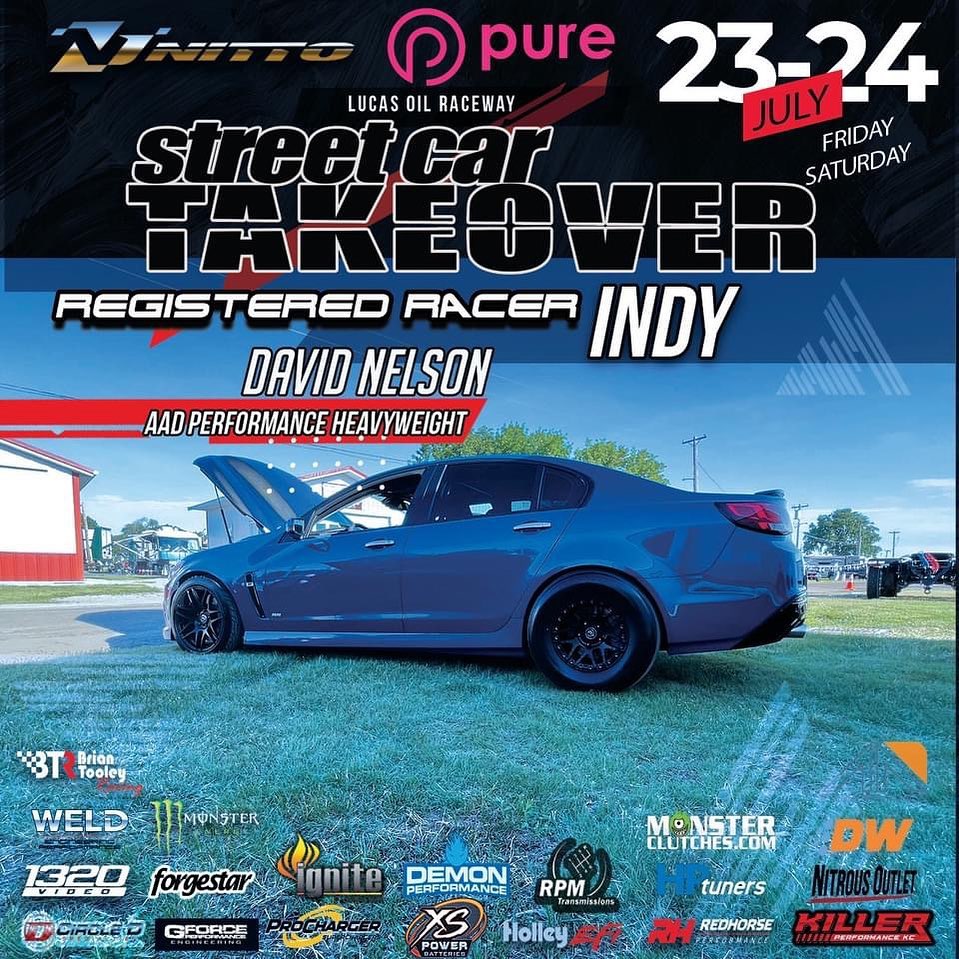 NITTO
pure
23-24
JULY
FRIDAY
SATURDAY
LUCAS OIL RACEWAY
street car
TAKEOVER
REGISTERED RACER
INDY
DAVID NELSON
AAD PERFORMANCE HEAVYWEIGHT
BTR Brian
Tooley
Racing
WELD
MONSTER
MONSTER
CLUTCHES.COM
DW
1320
VIDEO
forgestar
ignite
DEMON
PERFORMANCE
RPM
Transmissions
HP tuners
NITROUS OUTLET
CIRCLE D
GFORCE
PERFORMANCE
ENGINEERING
PROCHARGER
XS
POWER
BATTERIES
Holley EFI
RH REDHORSE
PERFORMANCE
KILLER
PERFORMANCE KC